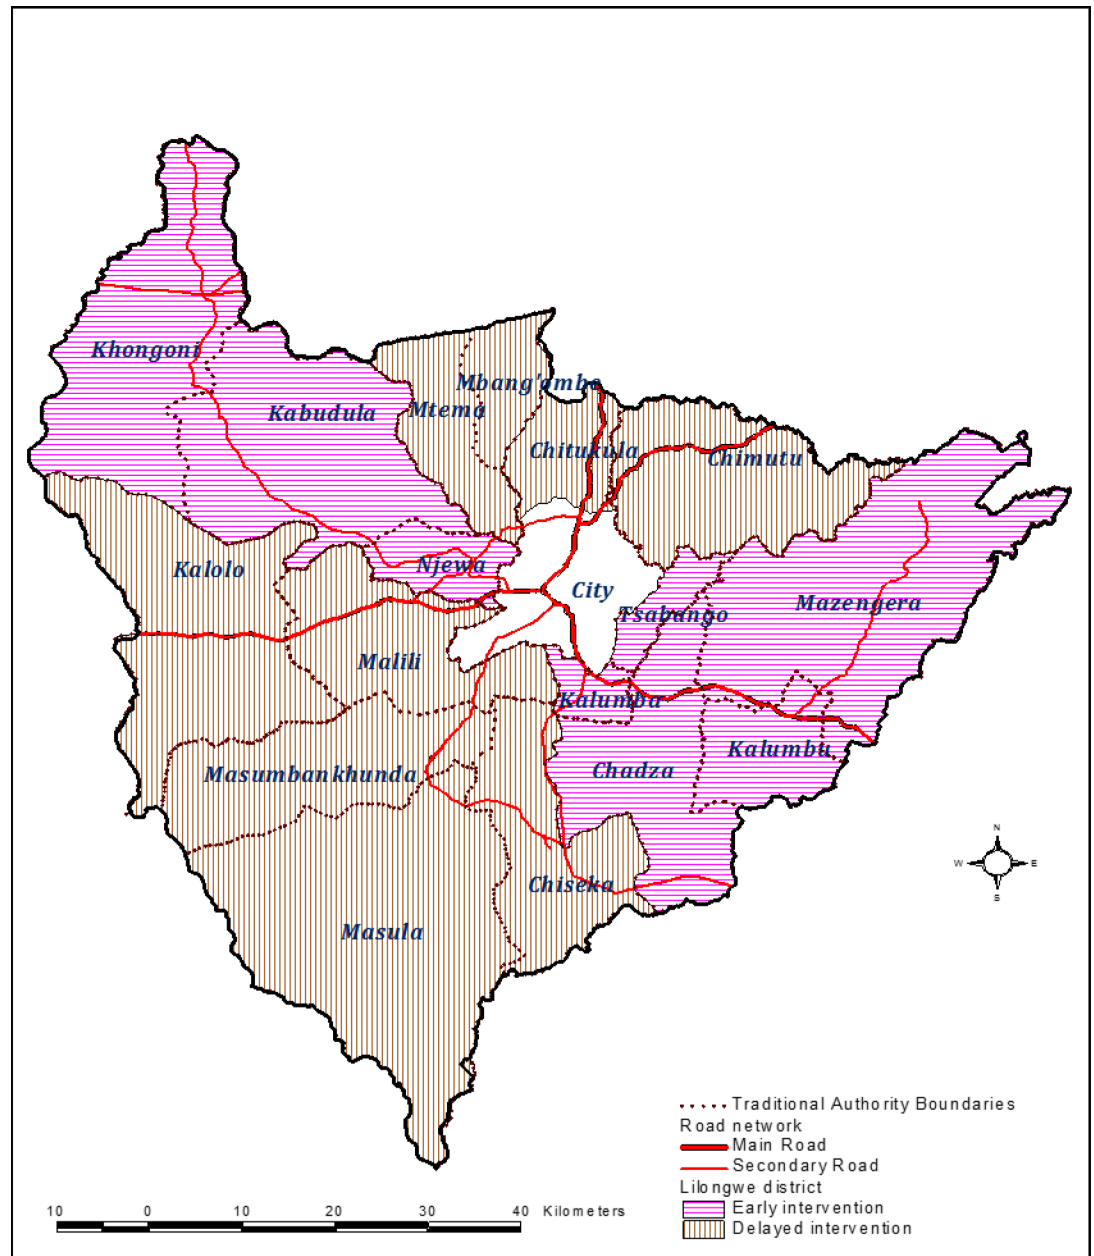 Khongoni
Mbang'ombe
Kabudula
Mtema
Chitukula
Chimutu
Njewa
Kalolo
City
Mazengera
Tsabango
Malili
Kalumba
Kalumbu
Chadza
Masumbankhunda
N
W E
S
Chiseka
Masula
Traditional Authority Boundaries
Road network
Main Road
Secondary Road
Lilongwe district
Early intervention
Delayed intervention
10 0 10 20 30 40 Kilometers